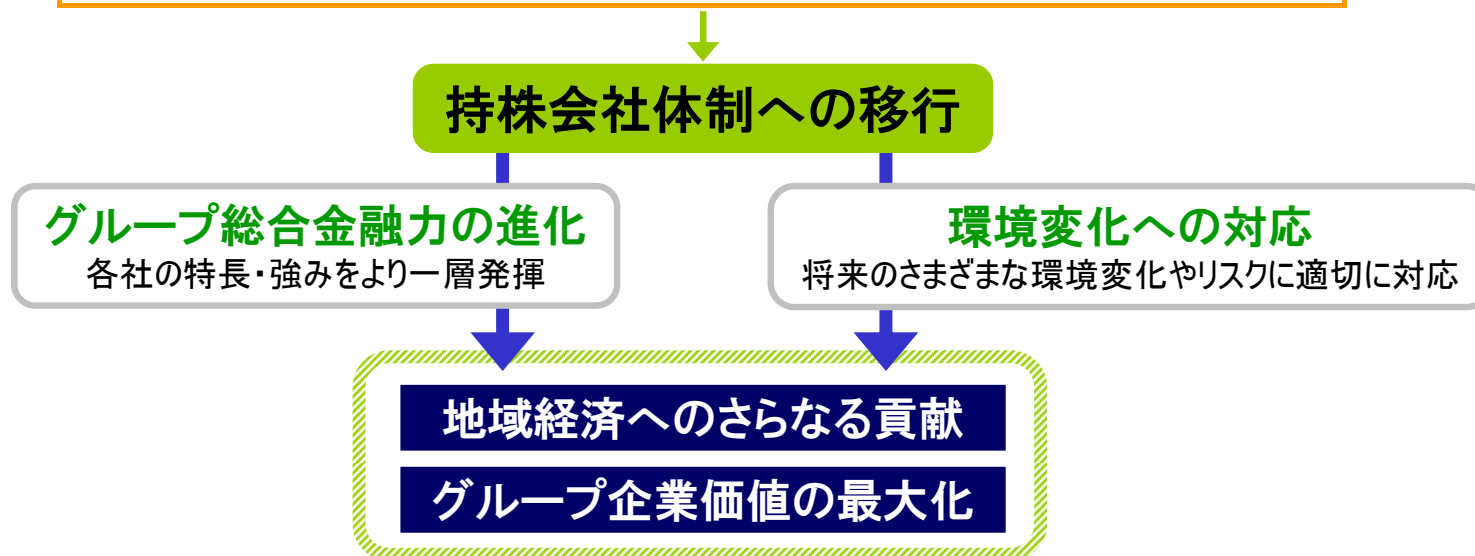 持株会社体制への移行
グループ総合金融力の進化
各社の特長・強みをより一層発揮
環境変化への対応
将来のさまざまな環境変化やリスクに適切に対応
地域経済へのさらなる貢献
グループ企業価値の最大化